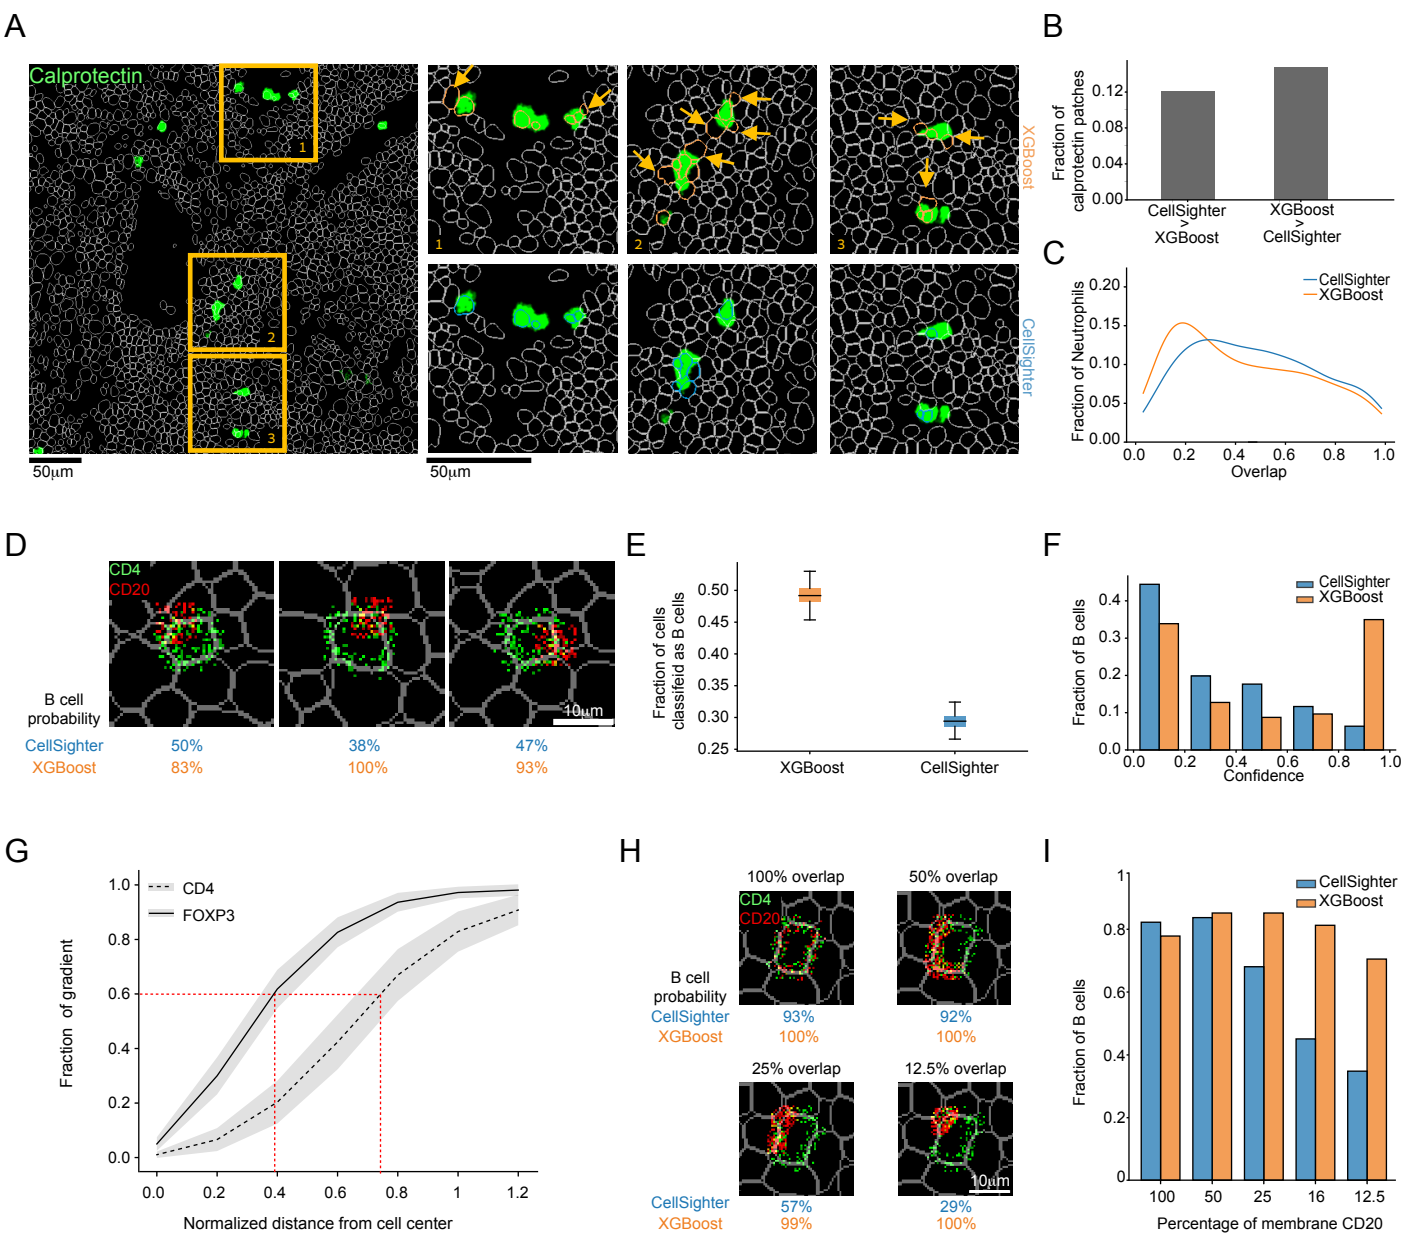 A
Calprotectin
1
2
3
50μm
1
2
3
XGBoost
CellSighter
50μm
B
Fraction of
calprotectin patches
0.12
0.08
0.04
0.00
CellSighter
>
XGBoost
XGBoost
>
CellSighter
C
Fraction of Neutrophils
0.20
0.15
0.10
0.05
0.00
CellSighter
XGBoost
0.0 0.2 0.4 0.6 0.8 1.0
Overlap
D
CD4
CD20
10μm
B cell
probability
CellSighter 50% 38% 47%
XGBoost 83% 100% 93%
E
Fraction of cells
classifeid as B cells
0.50
0.45
0.40
0.35
0.30
0.25
XGBoost CellSighter
F
Fraction of B cells
0.4
0.3
0.2
0.1
0.0
CellSighter
XGBoost
0.0 0.2 0.4 0.6 0.8 1.0
Confidence
G
Fraction of gradient
1.0
0.8
0.6
0.4
0.2
0.0
CD4
FOXP3
0.0 0.2 0.4 0.6 0.8 1 1.2
Normalized distance from cell center
H
100% overlap 50% overlap
CD4
CD20
B cell
probability
CellSighter 93% 92%
XGBoost 100% 100%
25% overlap 12.5% overlap
10μm
CellSighter 57% 29%
XGBoost 99% 100%
I
Fraction of B cells
1
0.8
0.6
0.4
0.2
0
CellSighter
XGBoost
100 50 25 16 12.5
Percentage of membrane CD20